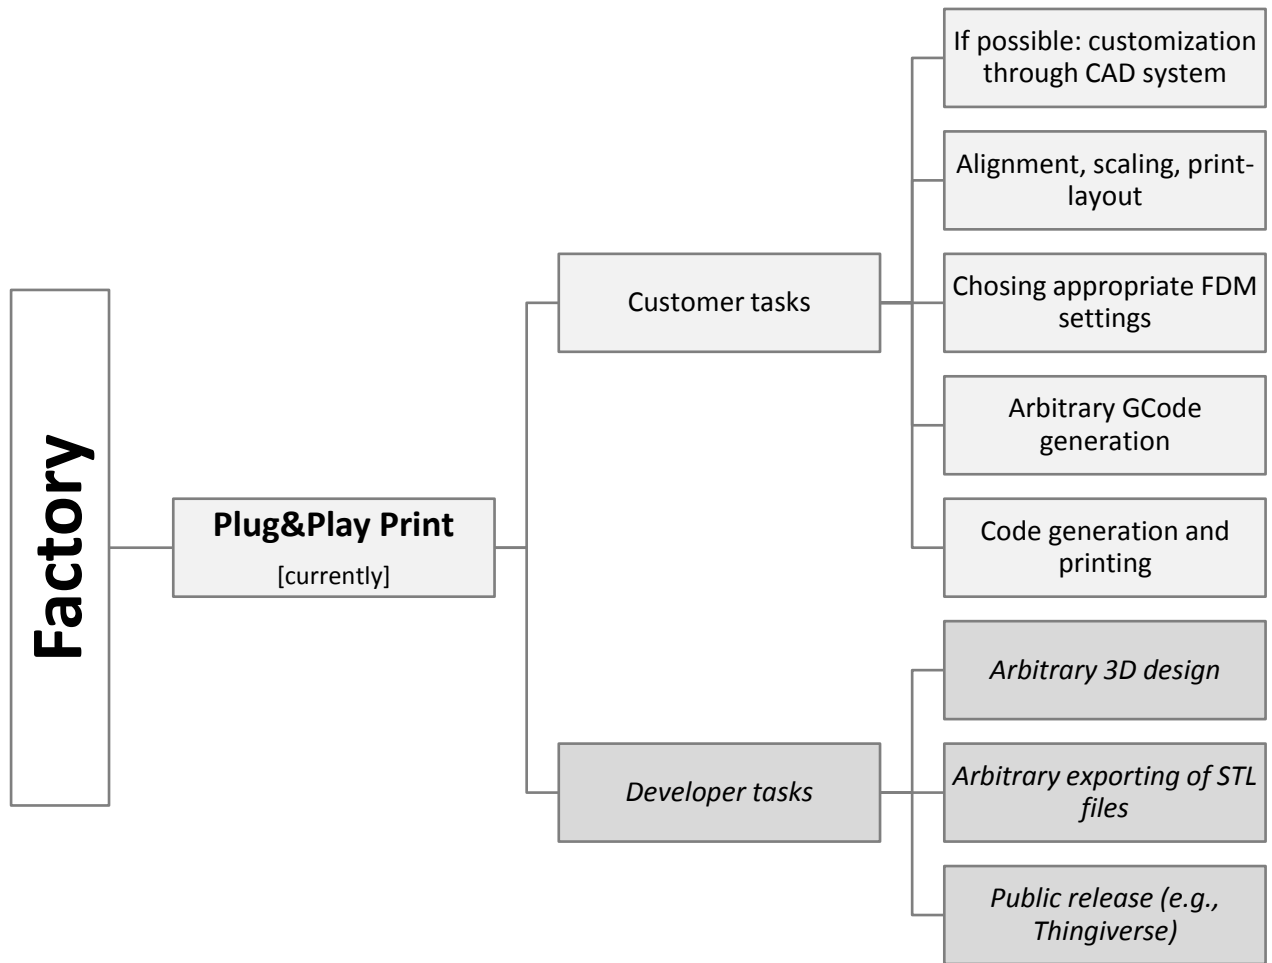 Factory
Plug&Play Print
[currently]
Customer tasks
If possible: customization
through CAD system
Alignment, scaling, print-
layout
Chosing appropriate FDM
settings
Arbitrary GCode
generation
Code generation and
printing
Developer tasks
Arbitrary 3D design
Arbitrary exporting of STL
files
Public release (e.g.,
Thingiverse)